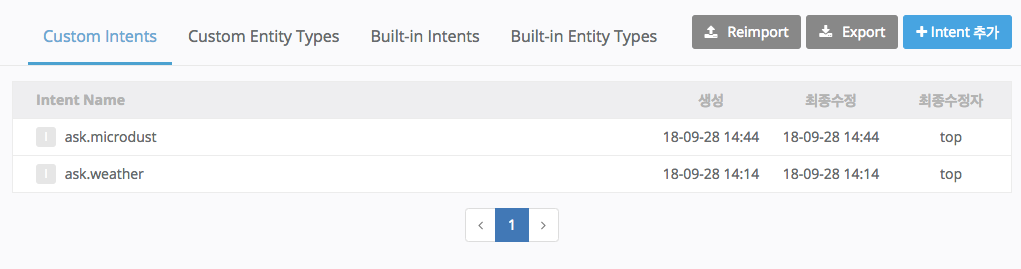 Custom Intents Custom Entity Types Built-in Intents Built-in Entity Types Reimport Export + Intent 추가
Intent Name 생성 최종수정 최종수정자
I ask.microdust 18-09-28 14:44 18-09-28 14:44 top
I ask.weather 18-09-28 14:14 18-09-28 14:14 top
‹ 1 ›